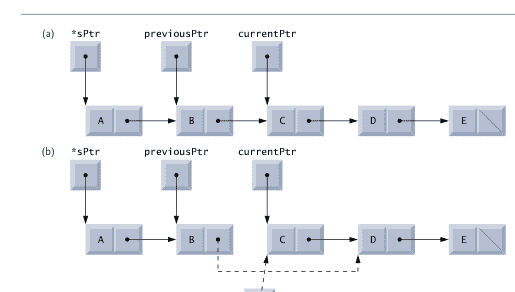 (a) *sPtr previousPtr currentPtr
A B C D E
(b) *sPtr previousPtr currentPtr
A B C D E